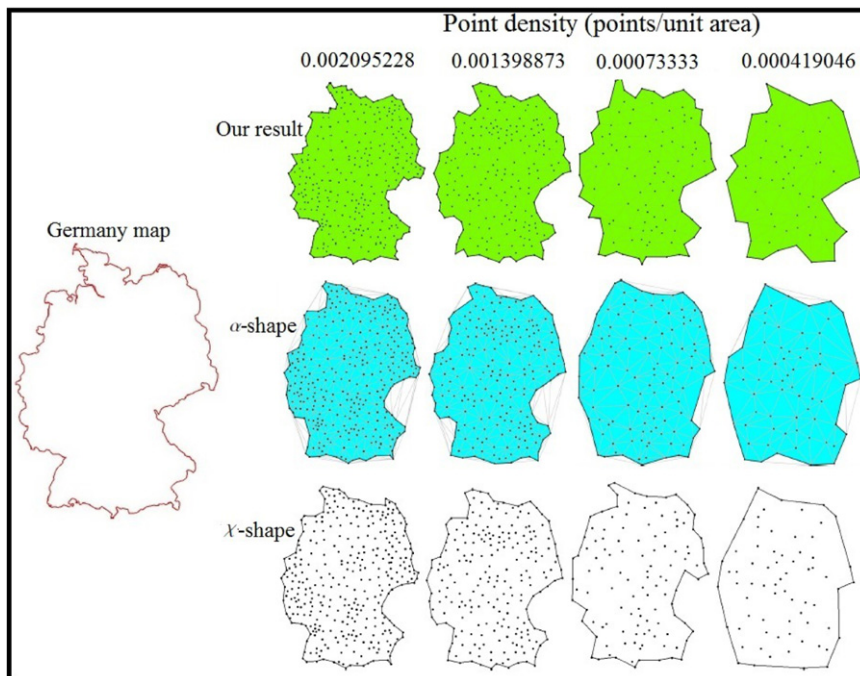 Point density (points/unit area)
0.002095228 0.001398873 0.00073333 0.000419046
Our result
Germany map
α-shape
χ-shape